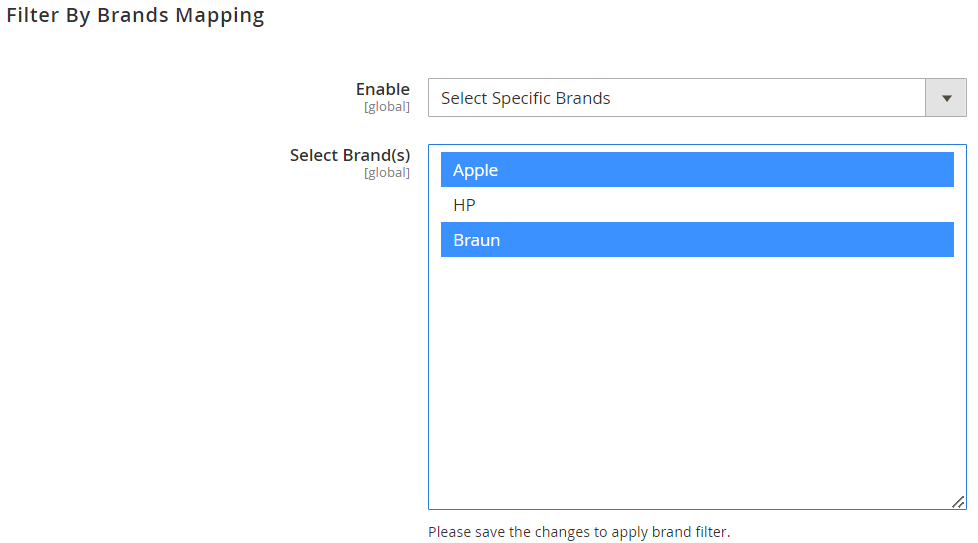 Filter By Brands Mapping
Enable
[global]
Select Specific Brands
Select Brand(s)
[global]
Apple
HP
Braun
Please save the changes to apply brand filter.